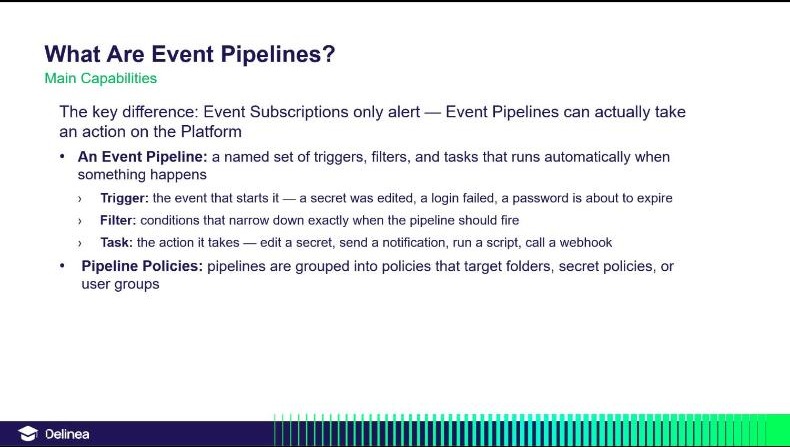 What Are Event Pipelines?
Main Capabilities
The key difference: Event Subscriptions only alert — Event Pipelines can actually take
an action on the Platform
• An Event Pipeline: a named set of triggers, filters, and tasks that runs automatically when
something happens
› Trigger: the event that starts it — a secret was edited, a login failed, a password is about to expire
› Filter: conditions that narrow down exactly when the pipeline should fire
› Task: the action it takes — edit a secret, send a notification, run a script, call a webhook
• Pipeline Policies: pipelines are grouped into policies that target folders, secret policies, or
user groups
Delinea